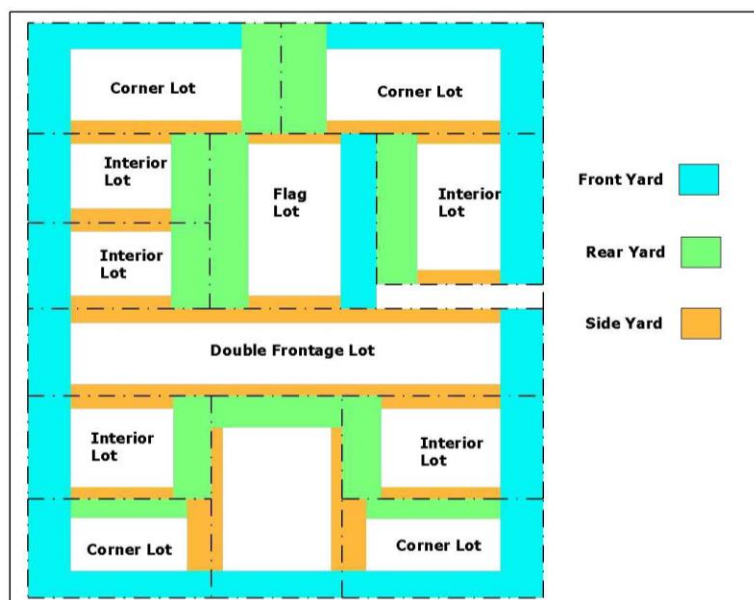 Corner Lot
Corner Lot
Interior
Lot
Flag
Lot
Interior
Lot
Front Yard
Interior
Lot
Rear Yard
Side Yard
Double Frontage Lot
Interior
Lot
Interior
Lot
Corner Lot
Corner Lot